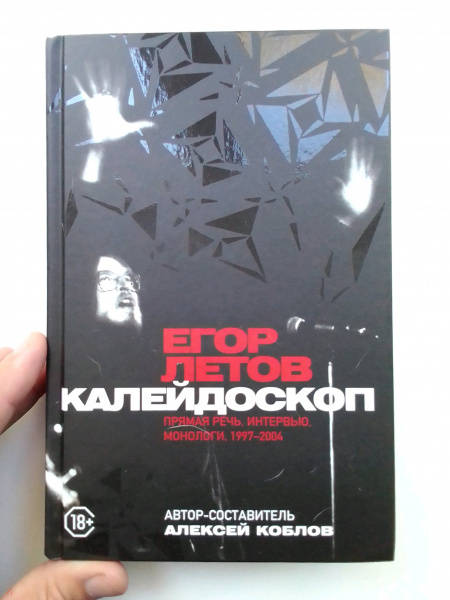 ЕГОР
ЛЕТОВ
КАЛЕЙДОСКОП
ПРЯМАЯ РЕЧЬ. ИНТЕРВЬЮ.
МОНОЛОГИ. 1997–2004
АВТОР-СОСТАВИТЕЛЬ
АЛЕКСЕЙ КОБЛОВ
18+